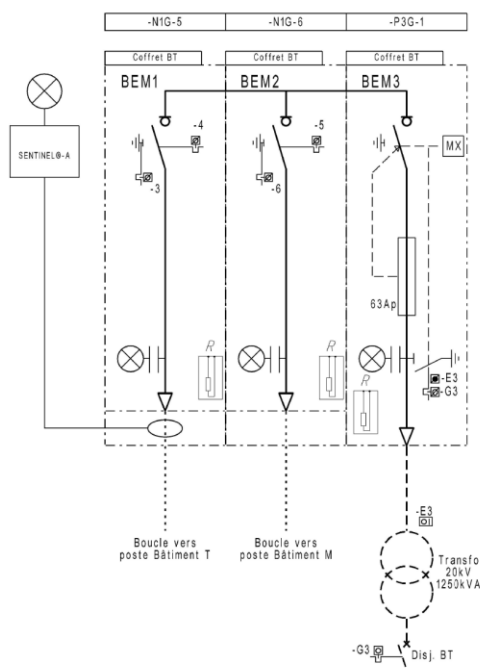 -N1G-5
-N1G-6
-P3G-1
Coffret BT
Coffret BT
Coffret BT
BEM1
BEM2
BEM3
-4
-5
MX
SENTINEL@-A
-3
-6
63Ap
R
R
R
-E3
-G3
-E3
Boucle vers
poste Bâtiment T
Boucle vers
poste Bâtiment M
Transfo
20kV
1250kVA
-G3
Disj. BT